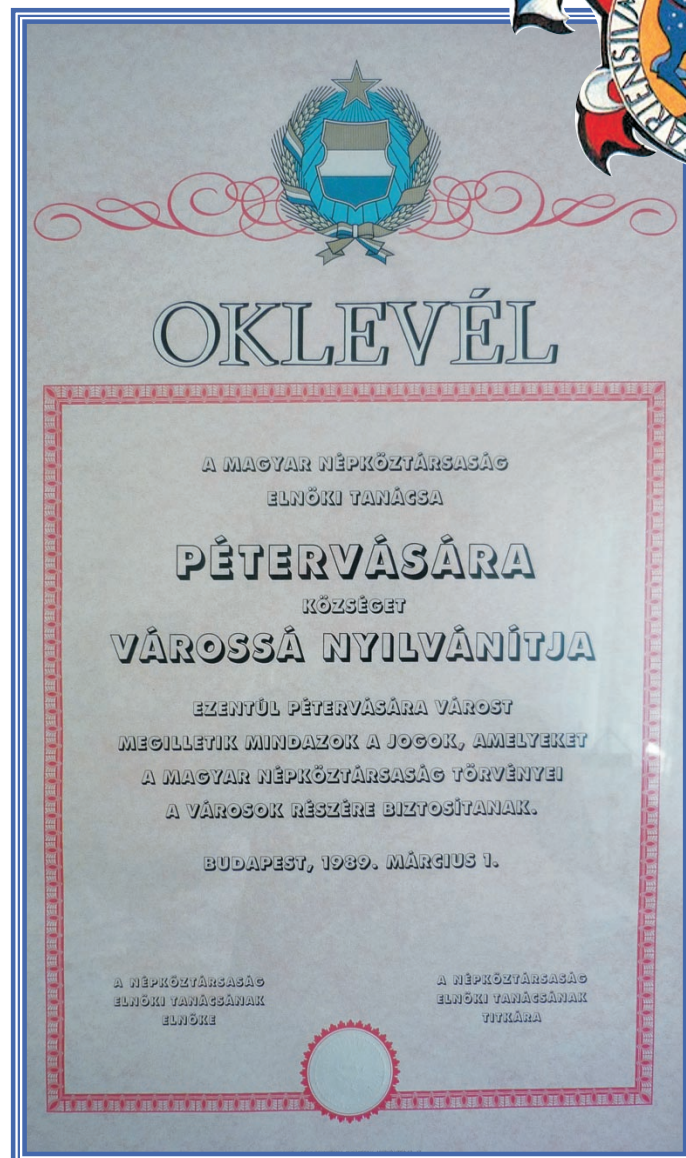 OKLEVÉL
A MAGYAR NÉPKÖZTÁRSASÁG
ELNÖKI TANÁCSA
PÉTERVÁSÁRA
KÖZSÉGET
VÁROSSÁ NYILVÁNÍTJA
EZENTÚL PÉTERVÁSÁRA VÁROST
MEGILLETIK MINDAZOK A JOGOK, AMELYEKET
A MAGYAR NÉPKÖZTÁRSASÁG TÖRVÉNYEI
A VÁROSOK RÉSZÉRE BIZTOSÍTANAK.
BUDAPEST, 1989. MÁRCIUS 1.
A NÉPKÖZTÁRSASÁG
ELNÖKI TANÁCSÁNAK
ELNÖKE
A NÉPKÖZTÁRSASÁG
ELNÖKI TANÁCSÁNAK
TITKÁRA